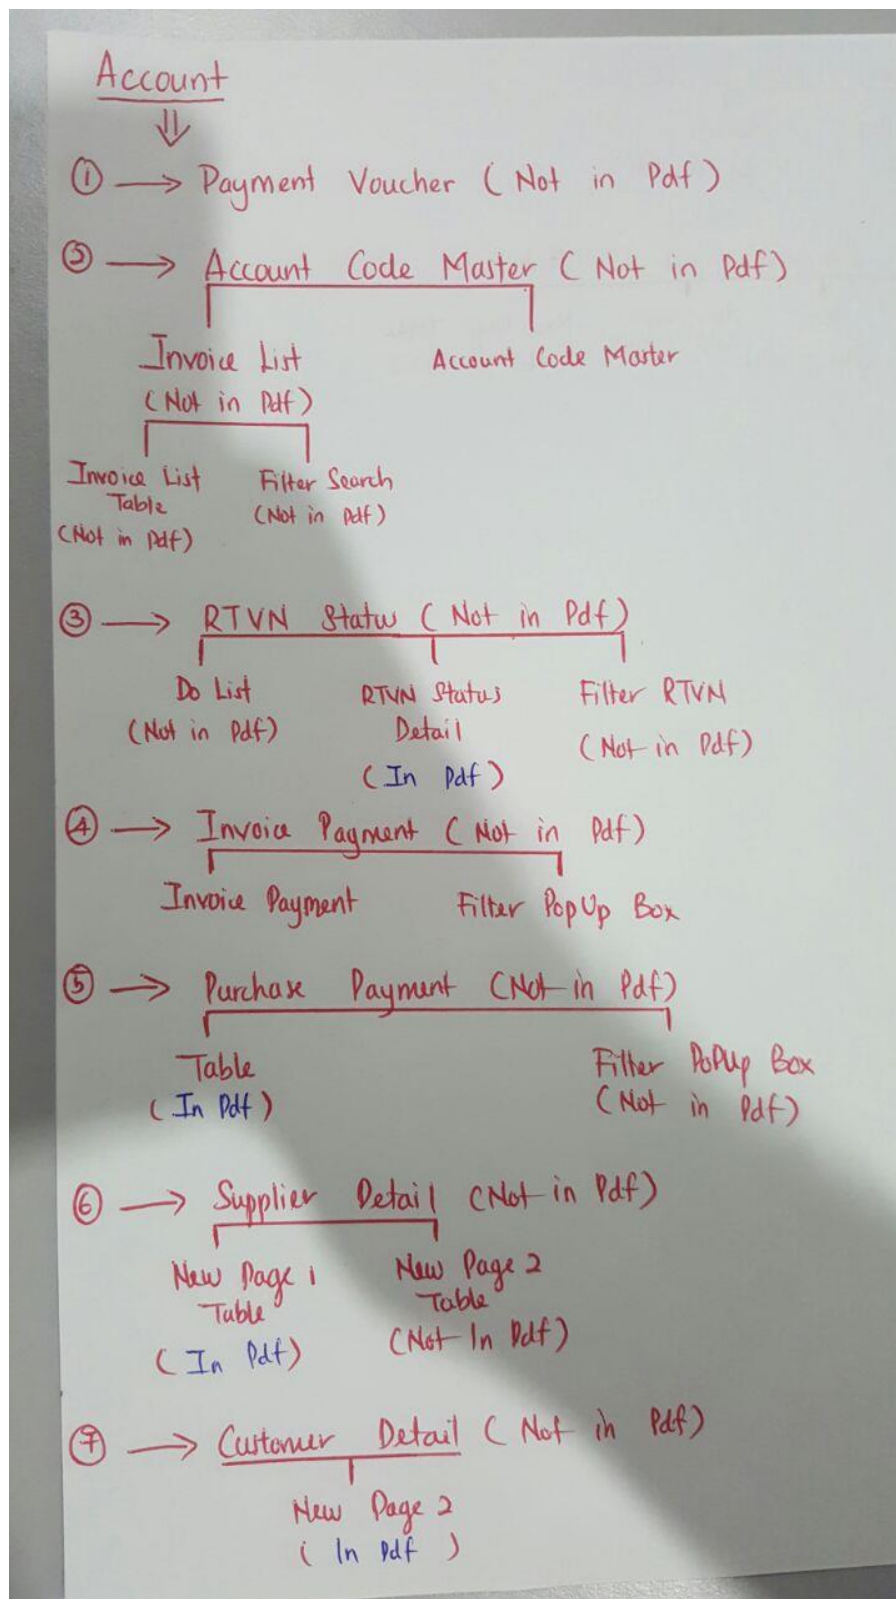 Account
① → Payment Voucher (Not in Pdf)
② → Account Code Master (Not in Pdf)
Invoice List Account Code Master
(Not in Pdf)
Invoice List Filter Search
Table (Not in Pdf)
(Not in Pdf)
③ → RTVN Status (Not in Pdf)
Do List RTVN Status Filter RTVN
(Not in Pdf) Detail (Not in Pdf)
(In Pdf)
④ → Invoice Payment (Not in Pdf)
Invoice Payment Filter PopUp Box
⑤ → Purchase Payment (Not in Pdf)
Table Filter PoPUp Box
(In Pdf) (Not in Pdf)
⑥ → Supplier Detail (Not in Pdf)
New Page 1 New Page 2
Table Table
(In Pdf) (Not In Pdf)
⑦ → Customer Detail (Not in Pdf)
New Page 2
(In Pdf)